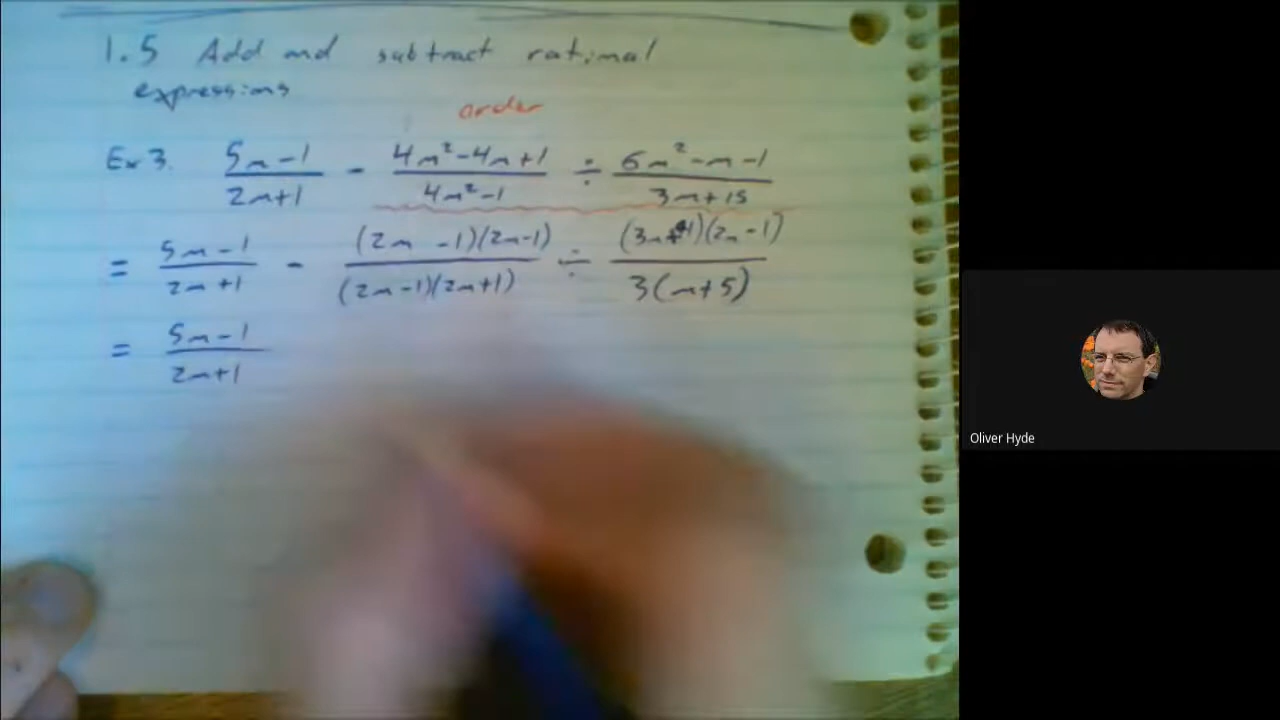 1.5 Add and subtract rational
expressions
order
Ex 3. (5m-1)/(2m+1) - (4m²-4m+1)/(4m²-1) ÷ (6m²-m-1)/(3m+15)
= (5m-1)/(2m+1) - ((2m-1)(2m-1))/((2m-1)(2m+1)) ÷ ((3m+1)(2m-1))/(3(m+5))
= (5m-1)/(2m+1)
Oliver Hyde